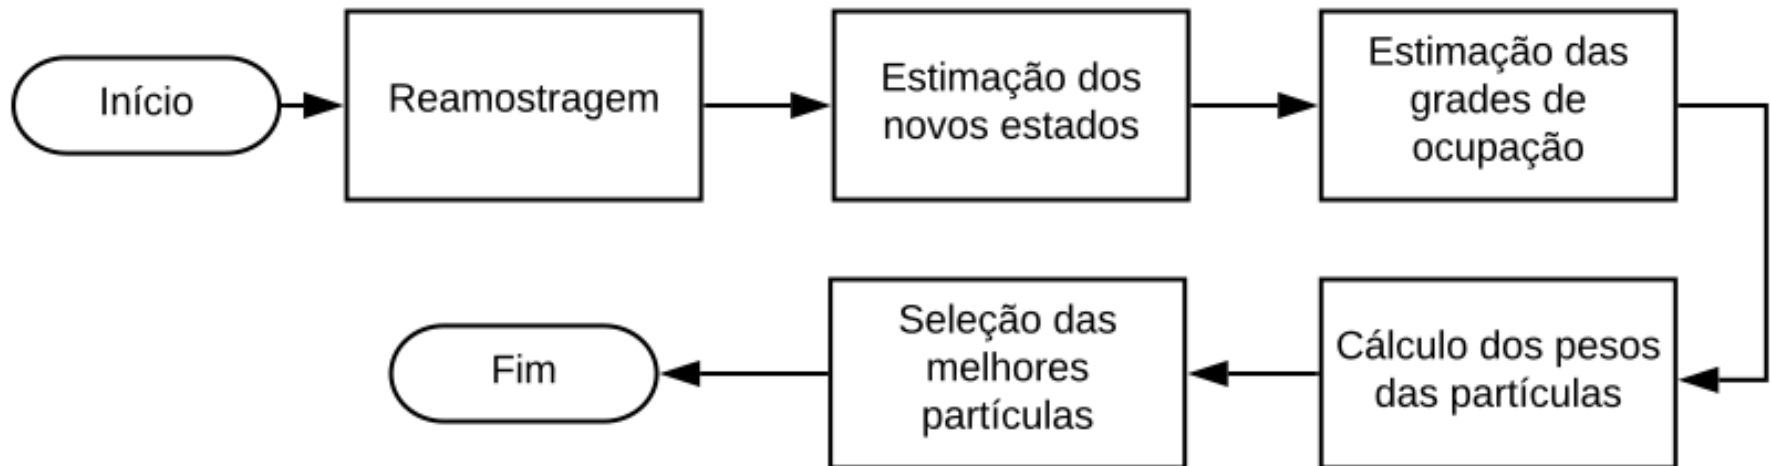 Início
Reamostragem
Estimação dos
novos estados
Estimação das
grades de
ocupação
Cálculo dos pesos
das partículas
Seleção das
melhores
partículas
Fim